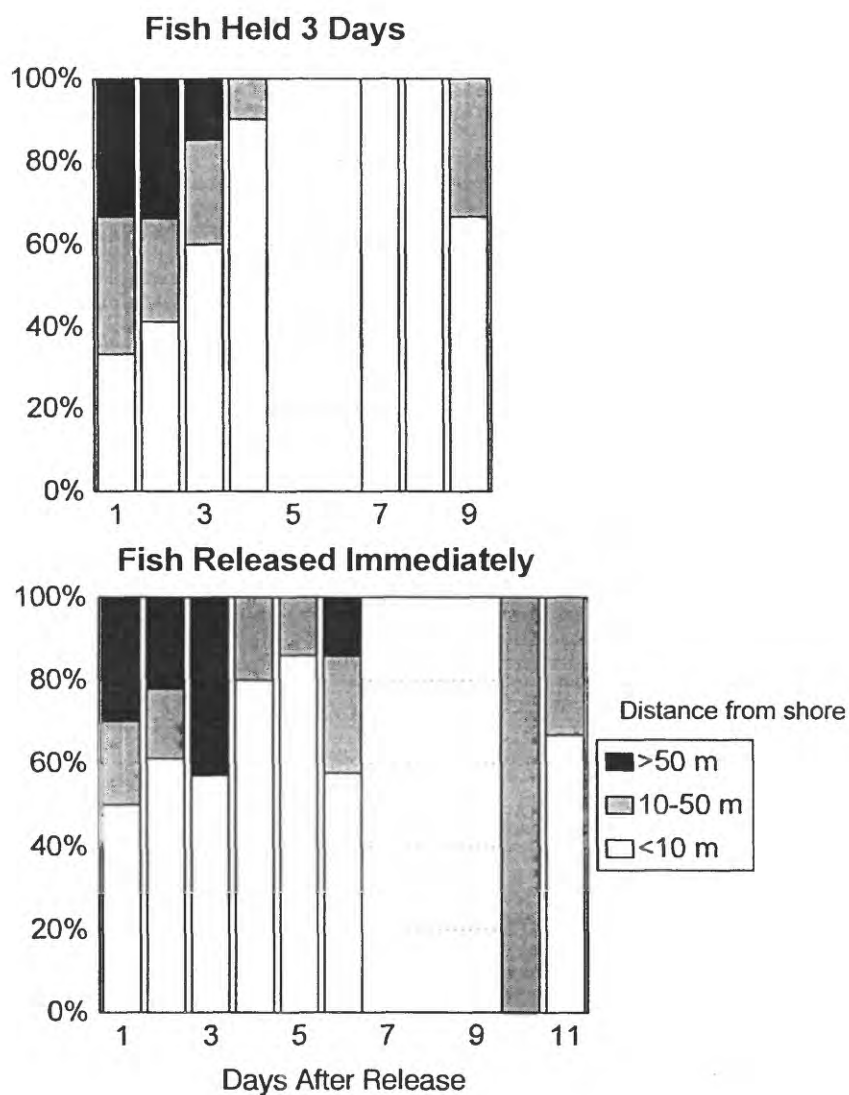 Fish Held 3 Days
100%
80%
60%
40%
20%
0%
1 3 5 7 9
Fish Released Immediately
100%
80%
60%
40%
20%
0%
1 3 5 7 9 11
Days After Release
Distance from shore
>50 m
10-50 m
<10 m